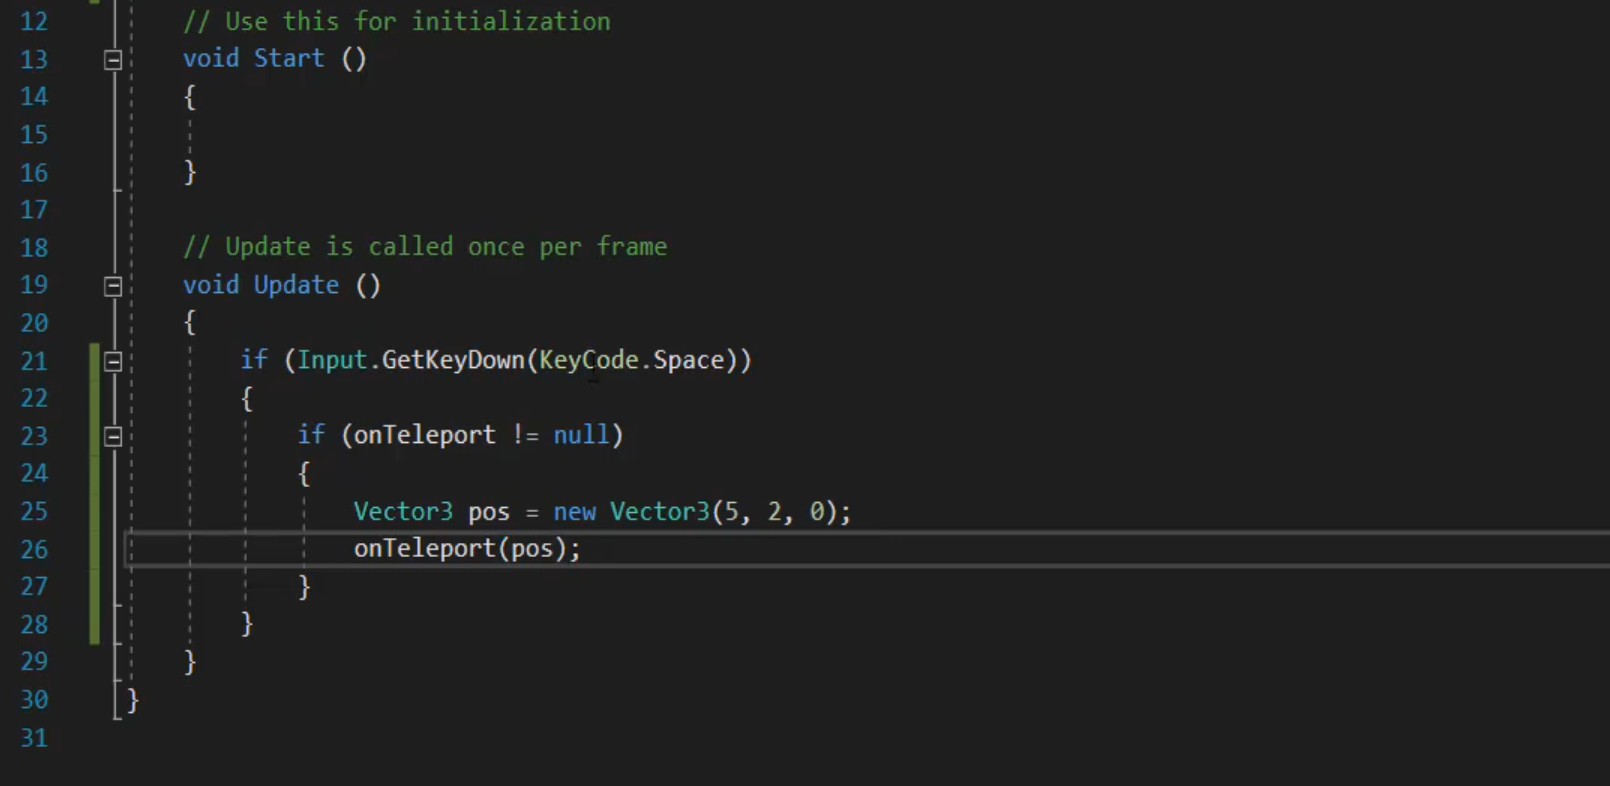 12 // Use this for initialization
13 void Start ()
14 {
15
16 }
17
18 // Update is called once per frame
19 void Update ()
20 {
21 if (Input.GetKeyDown(KeyCode.Space))
22 {
23 if (onTeleport != null)
24 {
25 Vector3 pos = new Vector3(5, 2, 0);
26 onTeleport(pos);
27 }
28 }
29 }
30 }
31